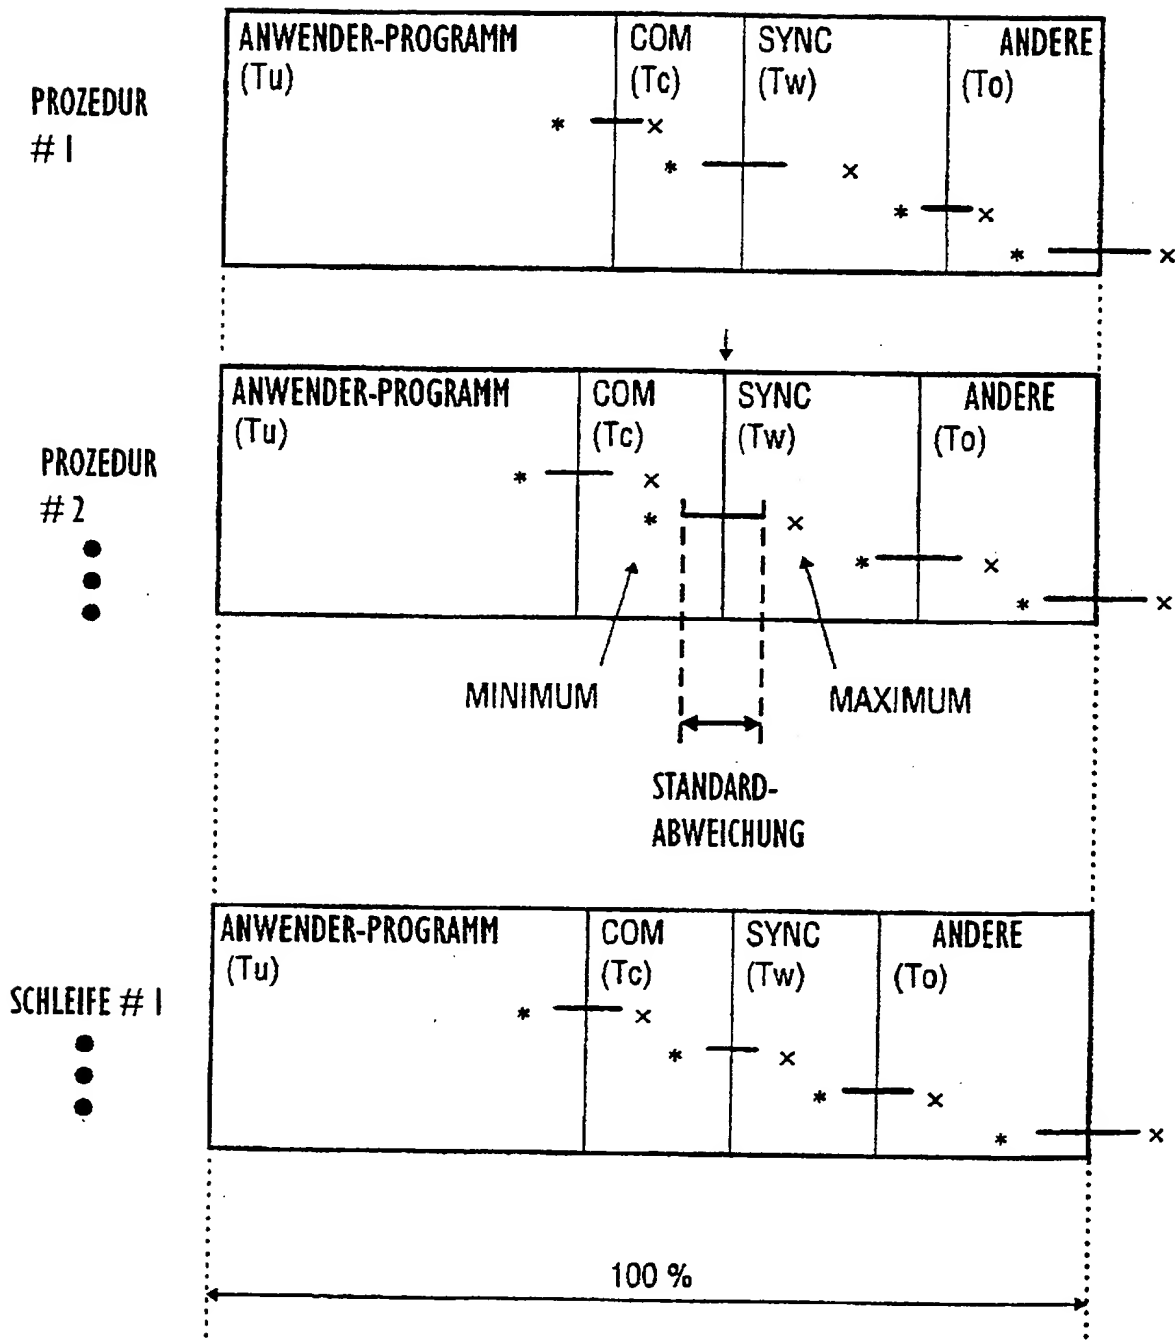 ANWENDER-PROGRAMM
(Tu)
COM
(Tc)
SYNC
(Tw)
ANDERE
(To)
PROZEDUR
# 1
* × * × * × * ×
ANWENDER-PROGRAMM
(Tu)
COM
(Tc)
SYNC
(Tw)
ANDERE
(To)
PROZEDUR
# 2
* × * × * × * ×
MINIMUM
MAXIMUM
STANDARD-
ABWEICHUNG
ANWENDER-PROGRAMM
(Tu)
COM
(Tc)
SYNC
(Tw)
ANDERE
(To)
SCHLEIFE # 1
* × * × * × * ×
100 %